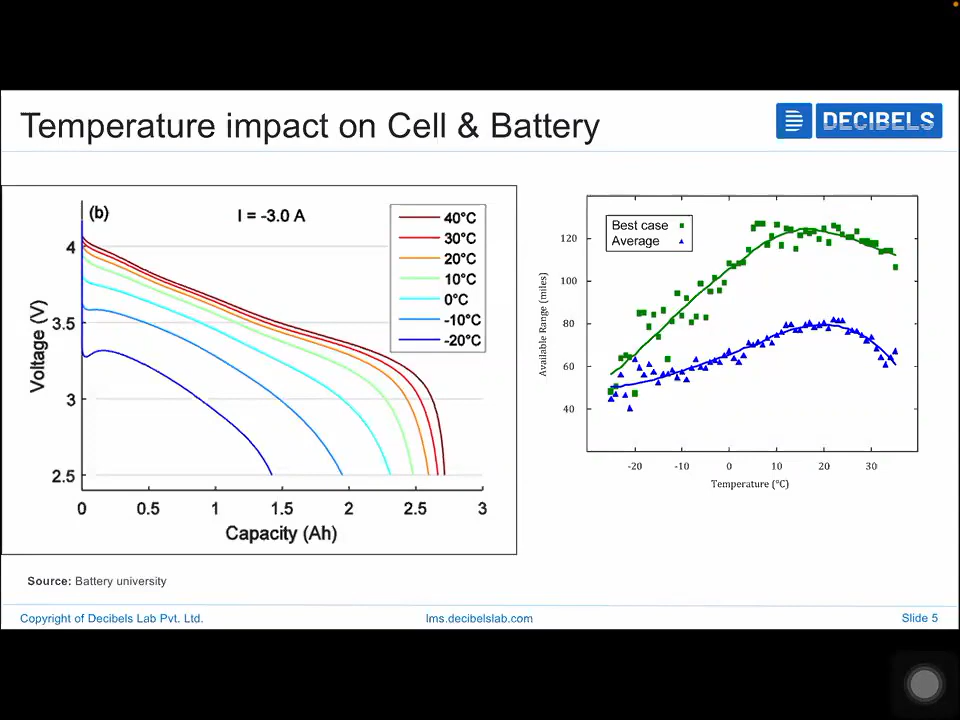 Temperature impact on Cell & Battery
DECIBELS
(b)
I = -3.0 A
40°C
30°C
20°C
10°C
0°C
-10°C
-20°C
4
3.5
3
2.5
Voltage (V)
0 0.5 1 1.5 2 2.5 3
Capacity (Ah)
Best case
Average
120
100
80
60
40
Available Range (miles)
-20 -10 0 10 20 30
Temperature (°C)
Source: Battery university
Copyright of Decibels Lab Pvt. Ltd.
lms.decibelslab.com
Slide 5